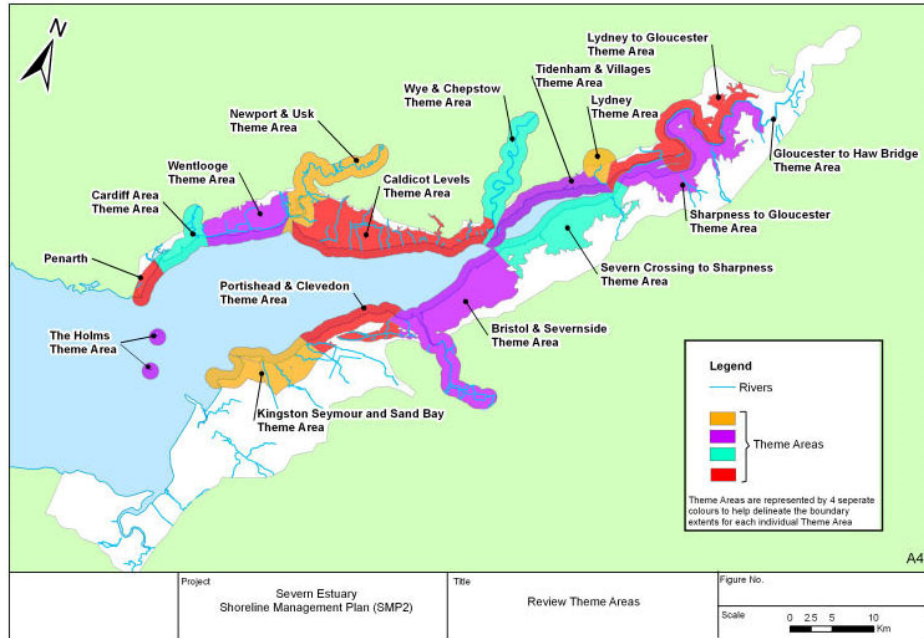 N
Lydney to Gloucester
Theme Area
Tidenham & Villages
Theme Area
Wye & Chepstow
Theme Area
Lydney
Theme Area
Newport & Usk
Theme Area
Wentlooge
Theme Area
Caldicot Levels
Theme Area
Gloucester to Haw Bridge
Theme Area
Cardiff Area
Theme Area
Sharpness to Gloucester
Theme Area
Penarth
Severn Crossing to Sharpness
Theme Area
Portishead & Clevedon
Theme Area
Bristol & Severnside
Theme Area
The Holms
Theme Area
Kingston Seymour and Sand Bay
Theme Area
Legend
Rivers
Theme Areas
Theme Areas are represented by 4 seperate
colours to help delineate the boundary
extents for each individual Theme Area
A4
Project
Severn Estuary
Shoreline Management Plan (SMP2)
Title
Review Theme Areas
Figure No.
Scale
0 2.5 5 10
Km